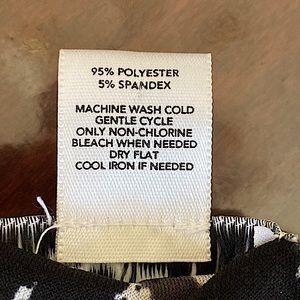 95% POLYESTER
5% SPANDEX
MACHINE WASH COLD
GENTLE CYCLE
ONLY NON-CHLORINE
BLEACH WHEN NEEDED
DRY FLAT
COOL IRON IF NEEDED